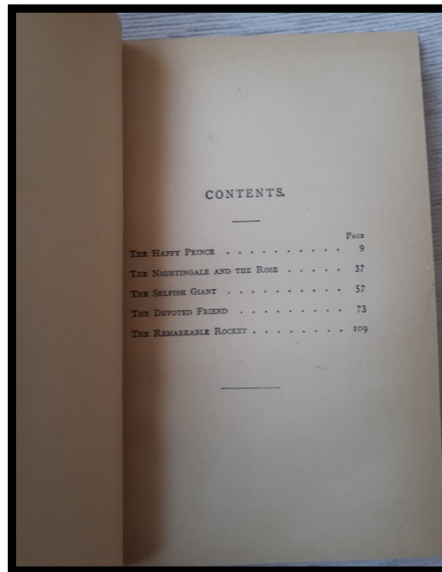 CONTENTS.
PAGE
THE HAPPY PRINCE . . . . . . . . . . 9
THE NIGHTINGALE AND THE ROSE . . . . . 37
THE SELFISH GIANT . . . . . . . . . . 57
THE DEVOTED FRIEND . . . . . . . . . 73
THE REMARKABLE ROCKET . . . . . . . . 109